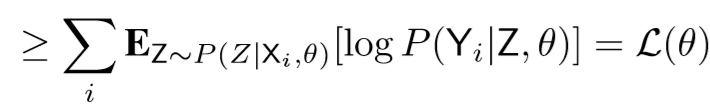 ≥ ∑_i E_{Z∼P(Z|X_i,θ)}[log P(Y_i|Z, θ)] = ℒ(θ)